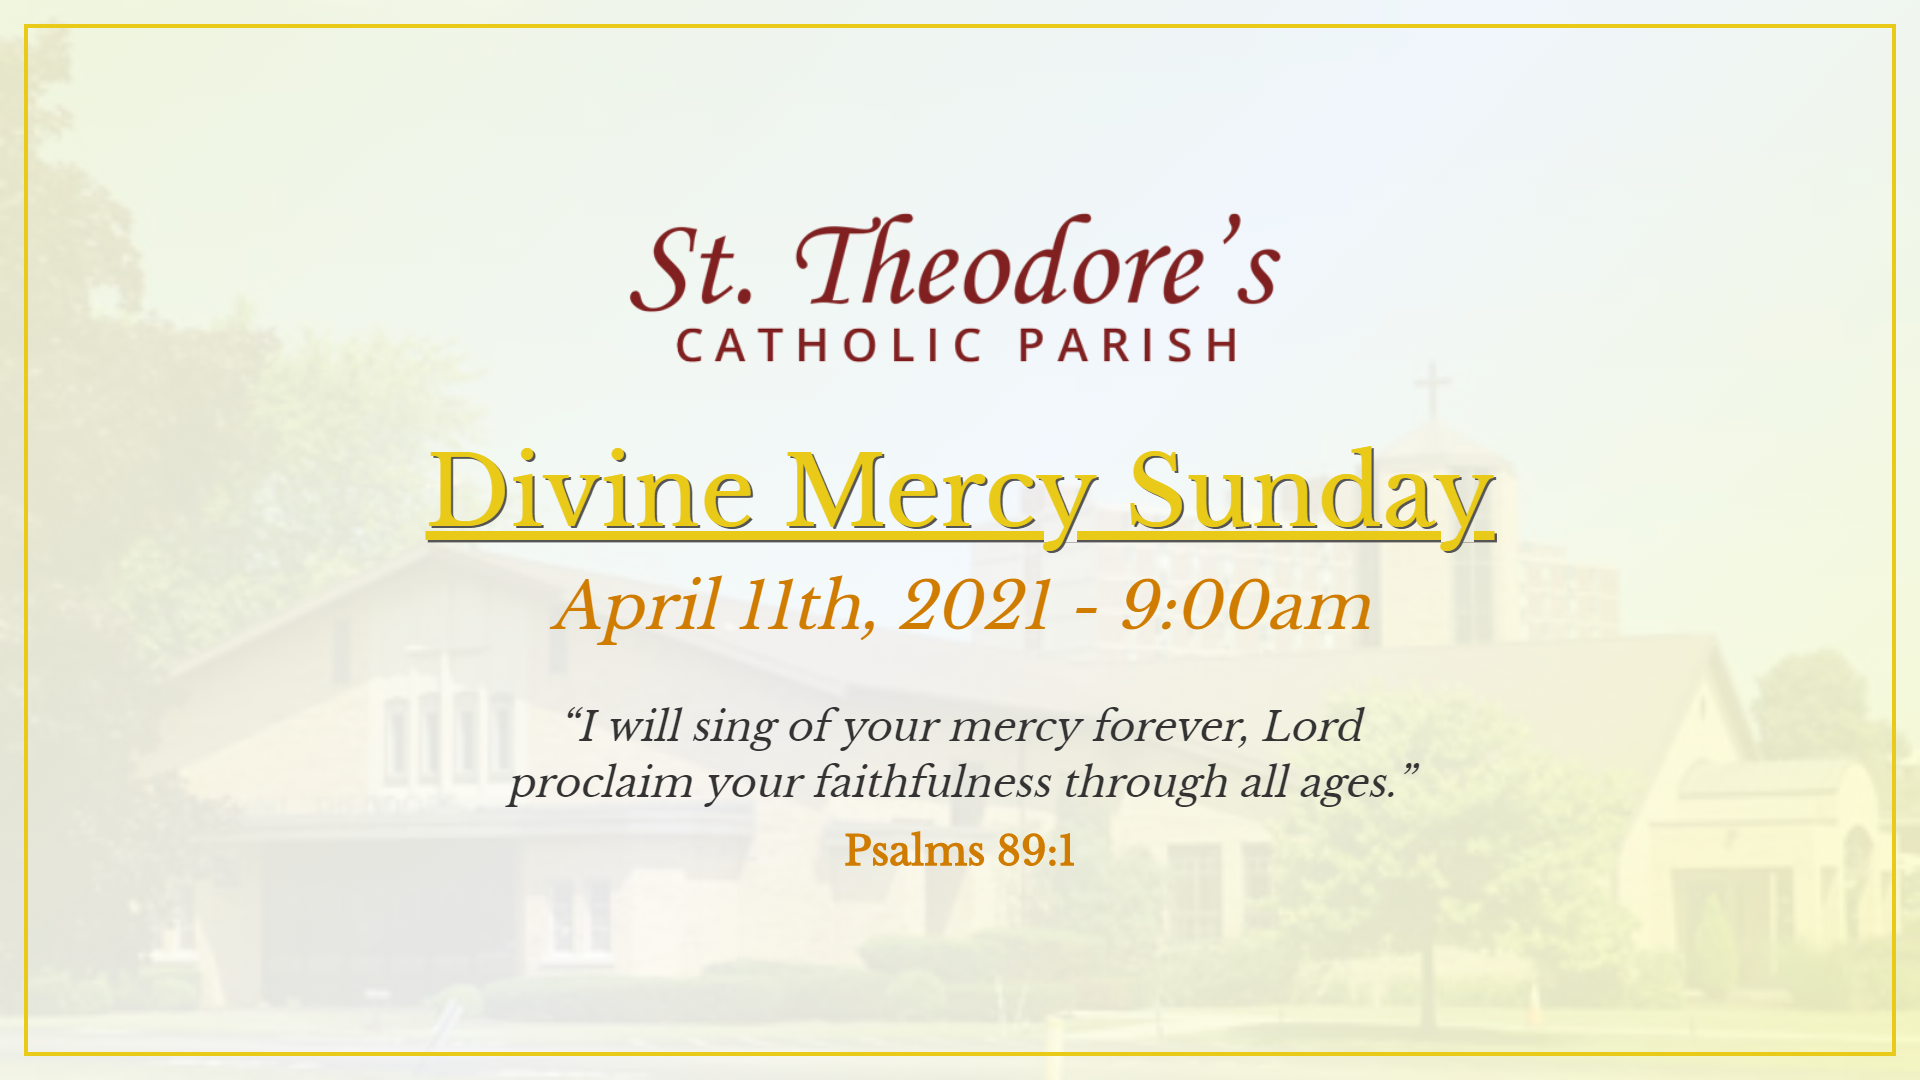 St. Theodore’s
CATHOLIC PARISH
Divine Mercy Sunday
April 11th, 2021 - 9:00am
“I will sing of your mercy forever, Lord
proclaim your faithfulness through all ages.”
Psalms 89:1